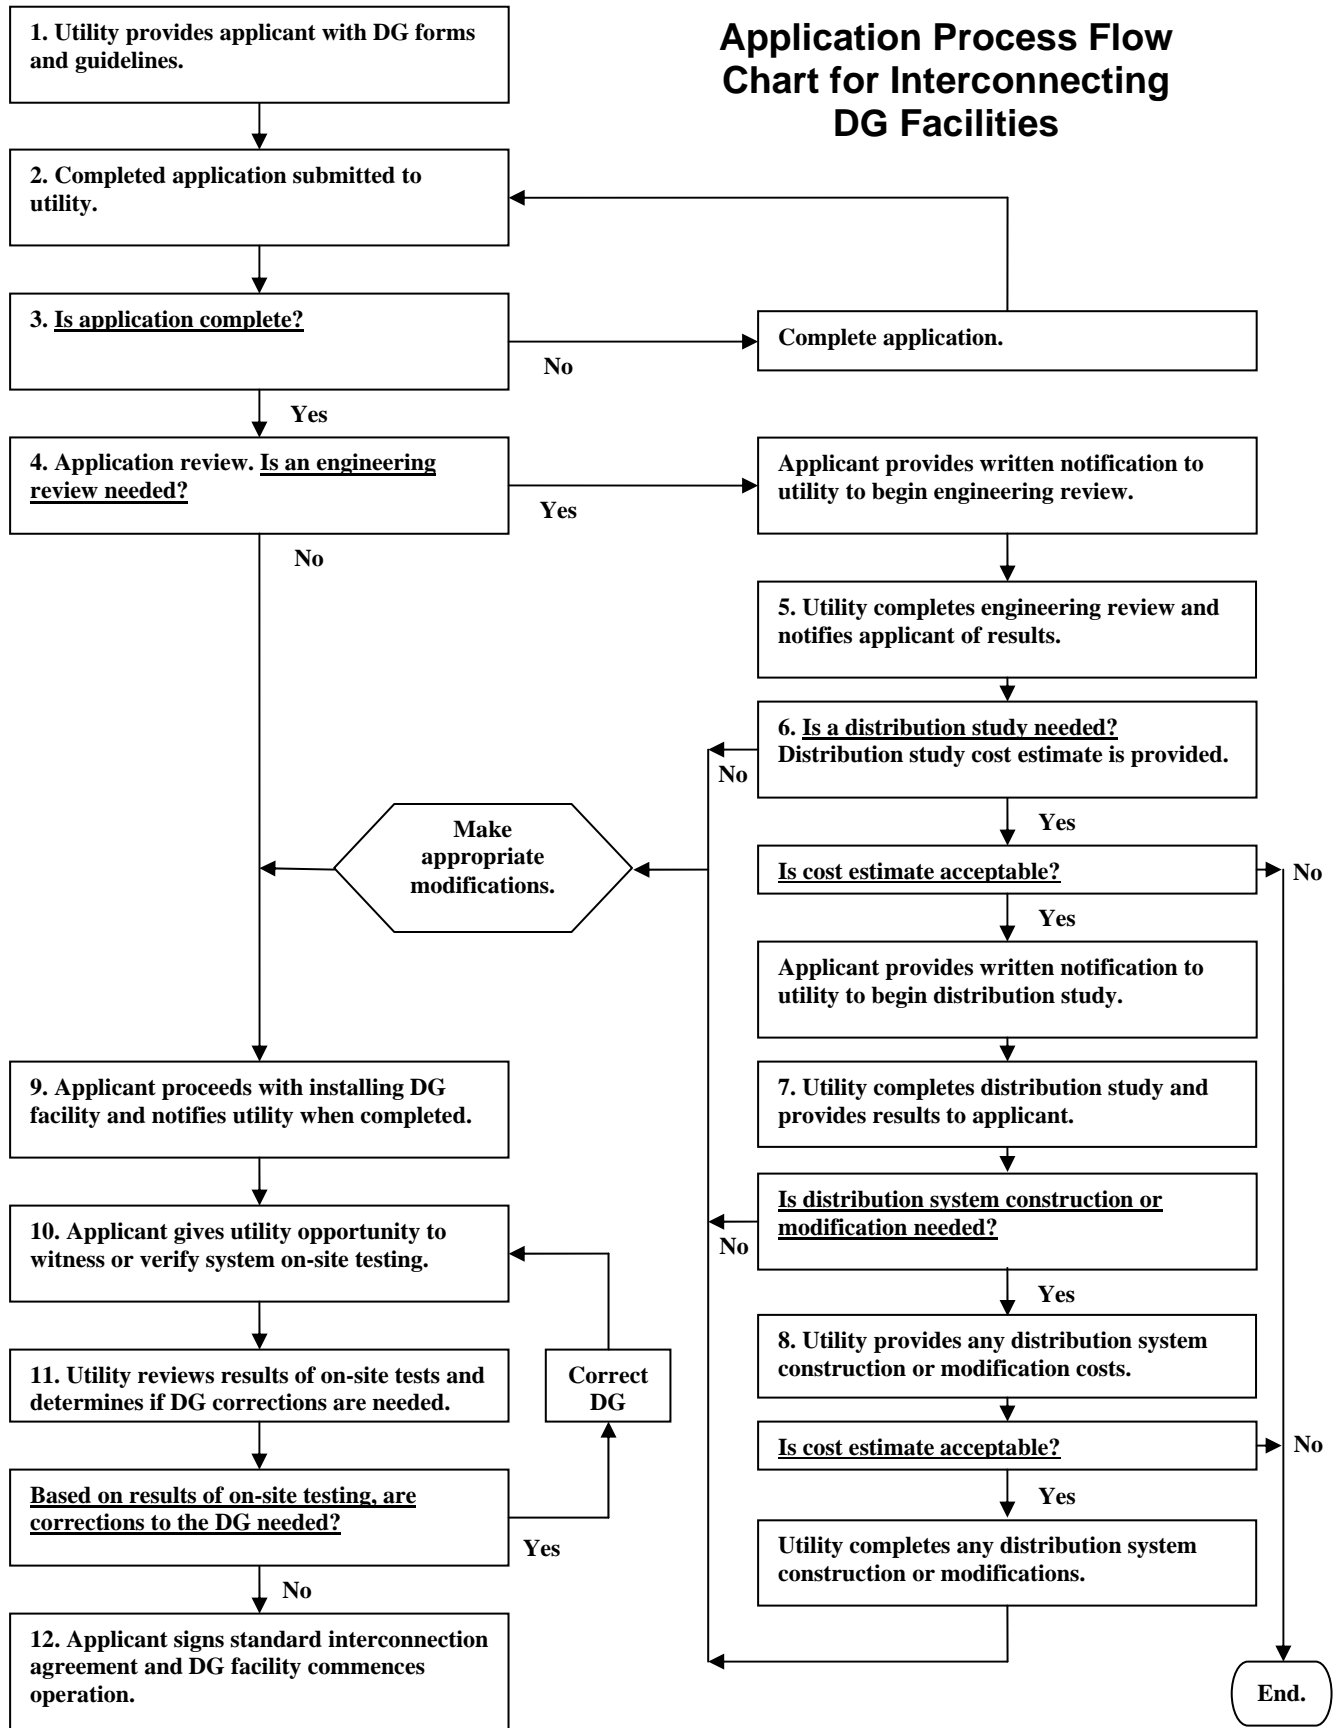 Application Process Flow
Chart for Interconnecting
DG Facilities
1. Utility provides applicant with DG forms
and guidelines.
2. Completed application submitted to
utility.
3. Is application complete?
No
Complete application.
Yes
4. Application review. Is an engineering
review needed?
Yes
No
Applicant provides written notification to
utility to begin engineering review.
5. Utility completes engineering review and
notifies applicant of results.
6. Is a distribution study needed?
Distribution study cost estimate is provided.
No
Yes
Make
appropriate
modifications.
Is cost estimate acceptable?
No
Yes
Applicant provides written notification to
utility to begin distribution study.
7. Utility completes distribution study and
provides results to applicant.
Is distribution system construction or
modification needed?
No
Yes
8. Utility provides any distribution system
construction or modification costs.
Is cost estimate acceptable?
No
Yes
Utility completes any distribution system
construction or modifications.
End.
9. Applicant proceeds with installing DG
facility and notifies utility when completed.
10. Applicant gives utility opportunity to
witness or verify system on-site testing.
11. Utility reviews results of on-site tests and
determines if DG corrections are needed.
Correct
DG
Based on results of on-site testing, are
corrections to the DG needed?
Yes
No
12. Applicant signs standard interconnection
agreement and DG facility commences
operation.